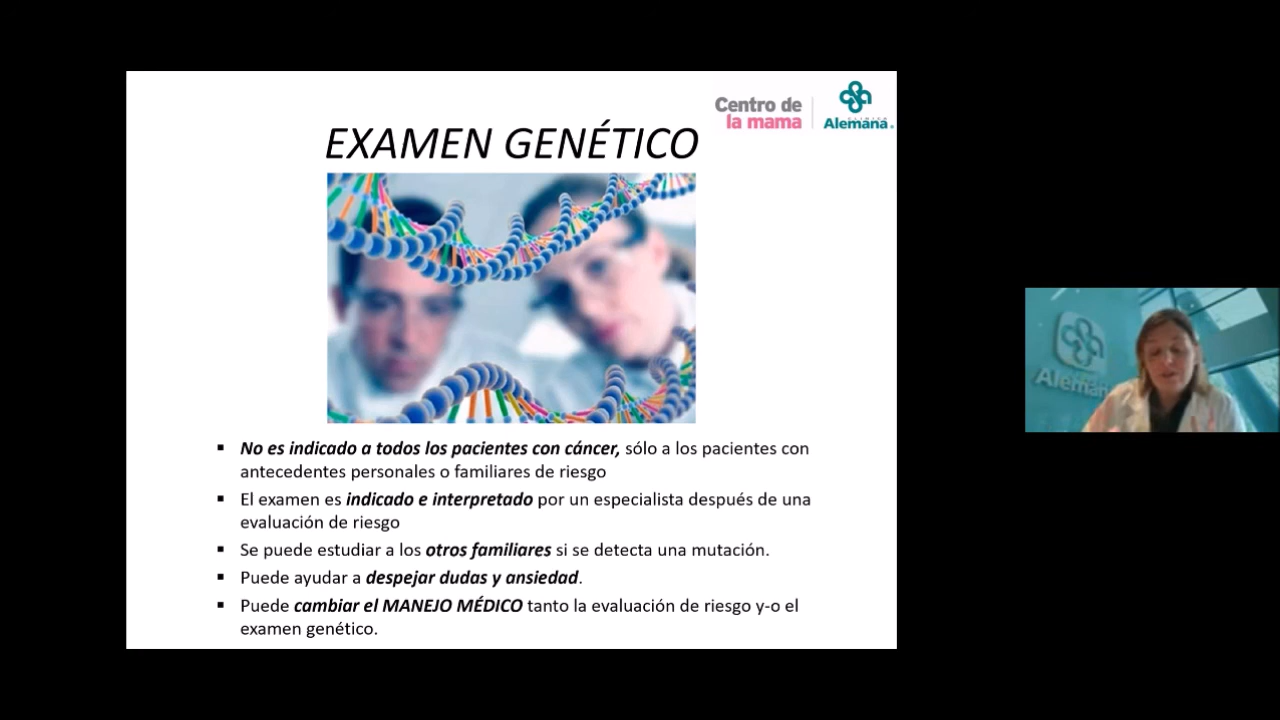 Centro de
la mama
CLINICA
Alemana
EXAMEN GENÉTICO
▪ No es indicado a todos los pacientes con cáncer, sólo a los pacientes con
antecedentes personales o familiares de riesgo
▪ El examen es indicado e interpretado por un especialista después de una
evaluación de riesgo
▪ Se puede estudiar a los otros familiares si se detecta una mutación.
▪ Puede ayudar a despejar dudas y ansiedad.
▪ Puede cambiar el MANEJO MÉDICO tanto la evaluación de riesgo y-o el
examen genético.
Alemana